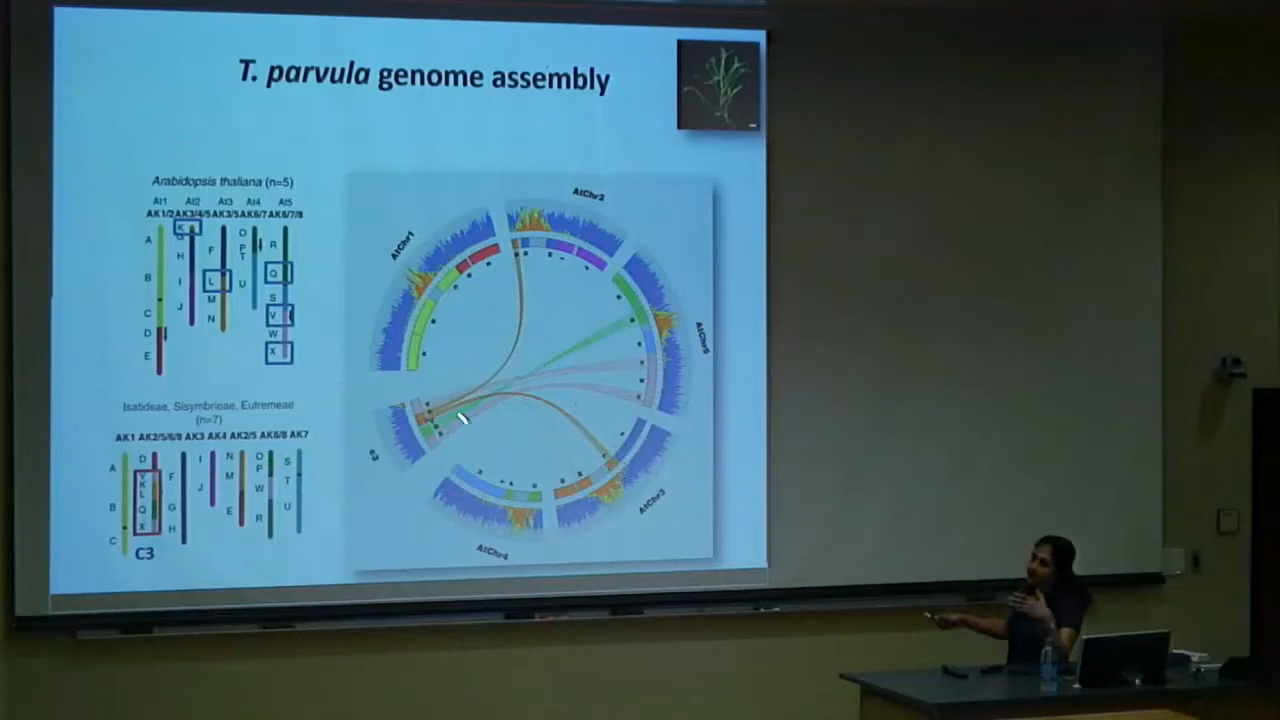 T. parvula genome assembly
Arabidopsis thaliana (n=5)
At1 At2 At3 At4 At5
AK1/2 AK3/4/5 AK3/5 AK6/7 AK6/7/8
A
B
C
D
E
K
G
H
I
J
F
L
M
N
O
P
T
U
R
Q
S
V
W
X
Isatideae, Sisymbrieae, Eutremeae
(n=7)
AK1 AK2/5/6/8 AK3 AK4 AK2/5 AK6/8 AK7
A
B
C
D
V
K
L
Q
X
F
G
H
I
J
N
M
E
O
P
W
R
S
T
U
C3
AtChr1
AtChr2
AtChr5
AtChr3
AtChr4
c3